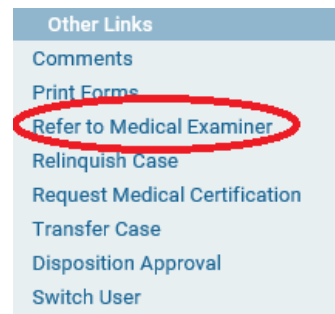 Other Links
Comments
Print Forms
Refer to Medical Examiner
Relinquish Case
Request Medical Certification
Transfer Case
Disposition Approval
Switch User